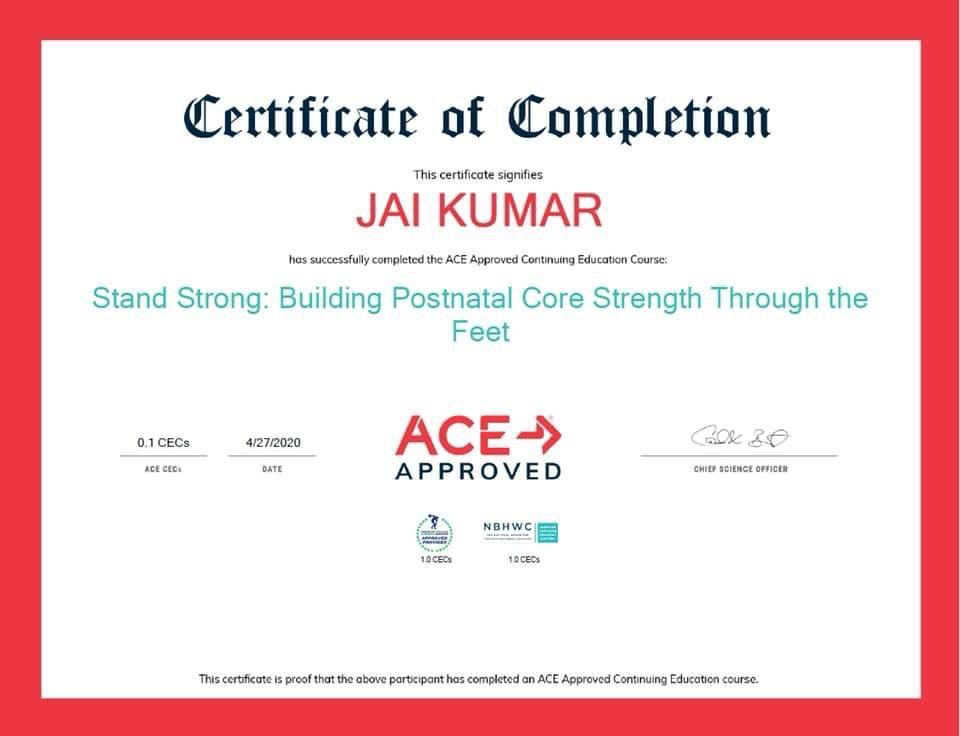 Certificate of Completion
This certificate signifies
JAI KUMAR
has successfully completed the ACE Approved Continuing Education Course:
Stand Strong: Building Postnatal Core Strength Through the
Feet
0.1 CECs
ACE CECs
4/27/2020
DATE
ACE
APPROVED
CHIEF SCIENCE OFFICER
APPROVED
PROVIDER
1.0 CECs
NBHWC
1.0 CECs
This certificate is proof that the above participant has completed an ACE Approved Continuing Education course.